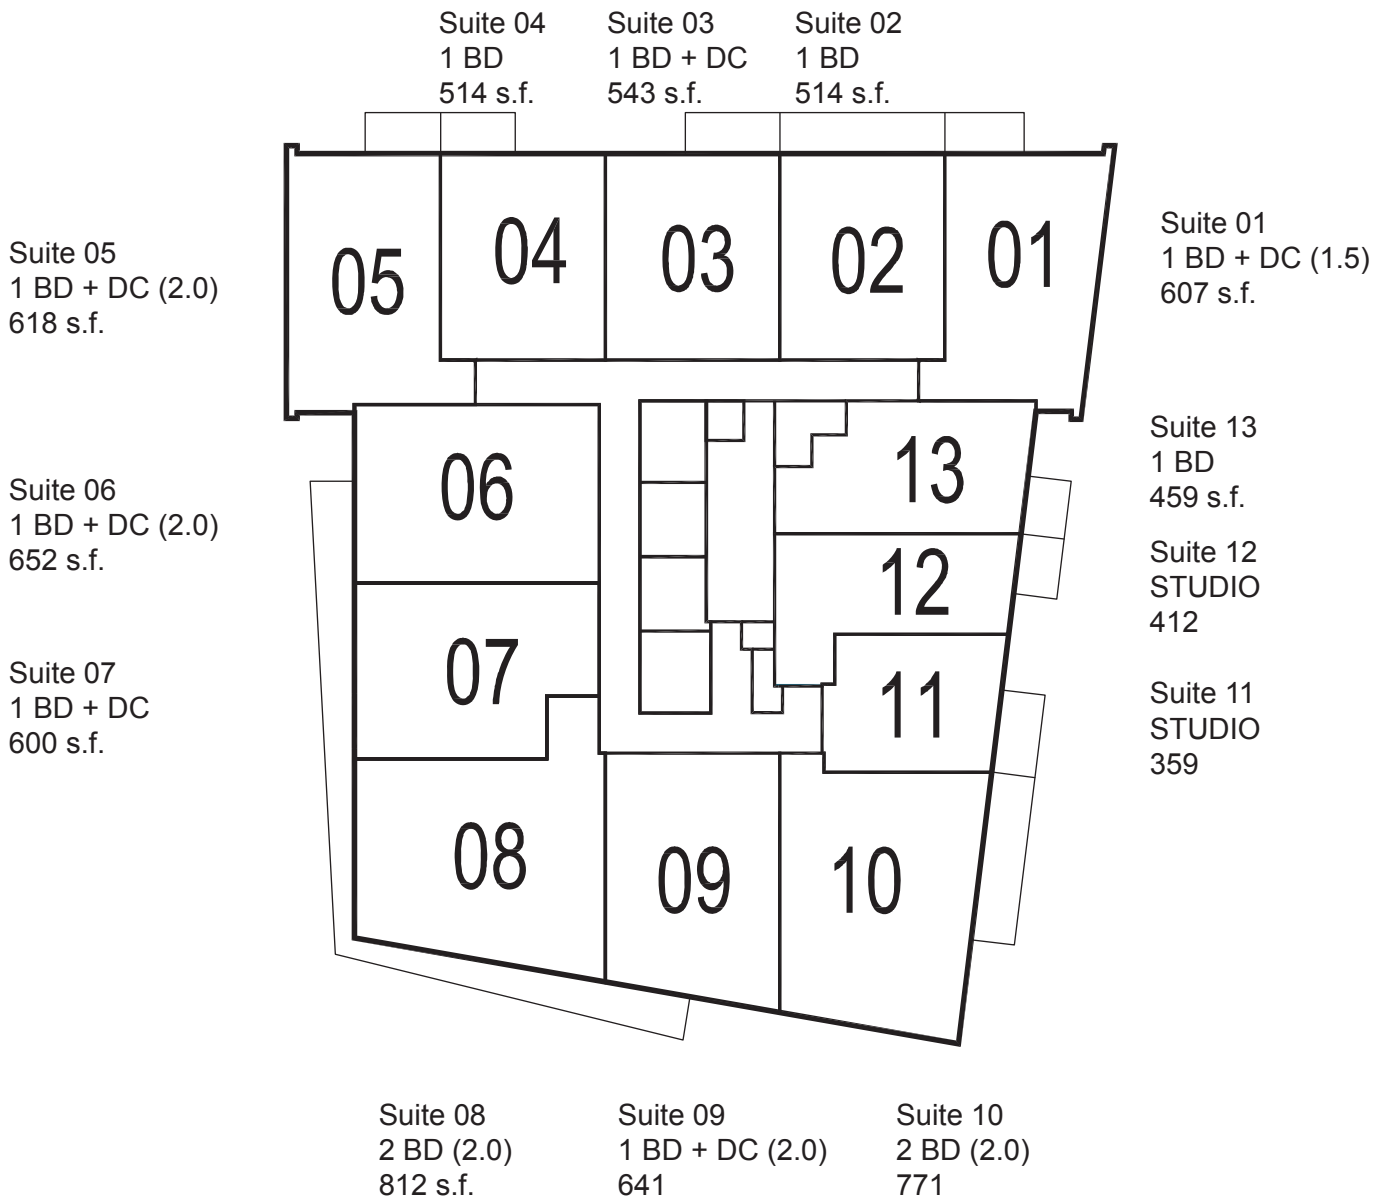 Suite 04
1 BD
514 s.f.
Suite 03
1 BD + DC
543 s.f.
Suite 02
1 BD
514 s.f.
Suite 05
1 BD + DC (2.0)
618 s.f.
05
04
03
02
01
Suite 01
1 BD + DC (1.5)
607 s.f.
Suite 06
1 BD + DC (2.0)
652 s.f.
06
13
Suite 13
1 BD
459 s.f.
12
Suite 12
STUDIO
412
Suite 07
1 BD + DC
600 s.f.
07
11
Suite 11
STUDIO
359
08
09
10
Suite 08
2 BD (2.0)
812 s.f.
Suite 09
1 BD + DC (2.0)
641
Suite 10
2 BD (2.0)
771